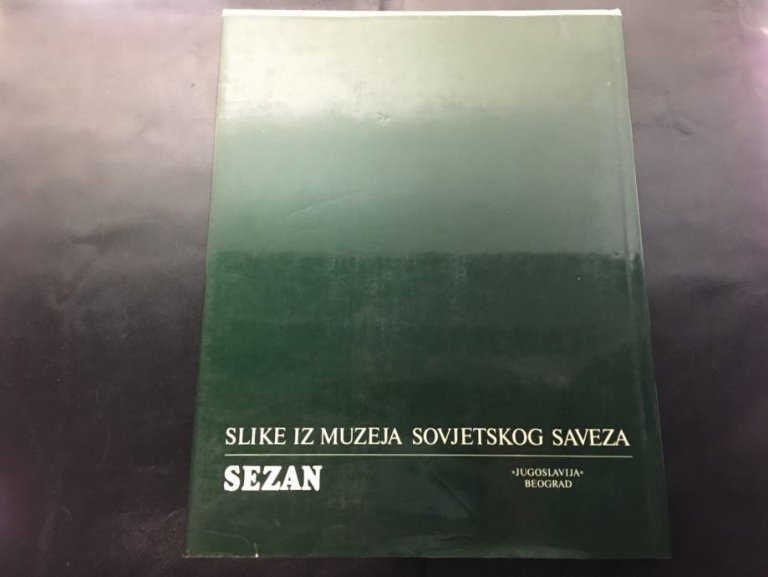 SLIKE IZ MUZEJA SOVJETSKOG SAVEZA
SEZAN
»JUGOSLAVIJA«
BEOGRAD